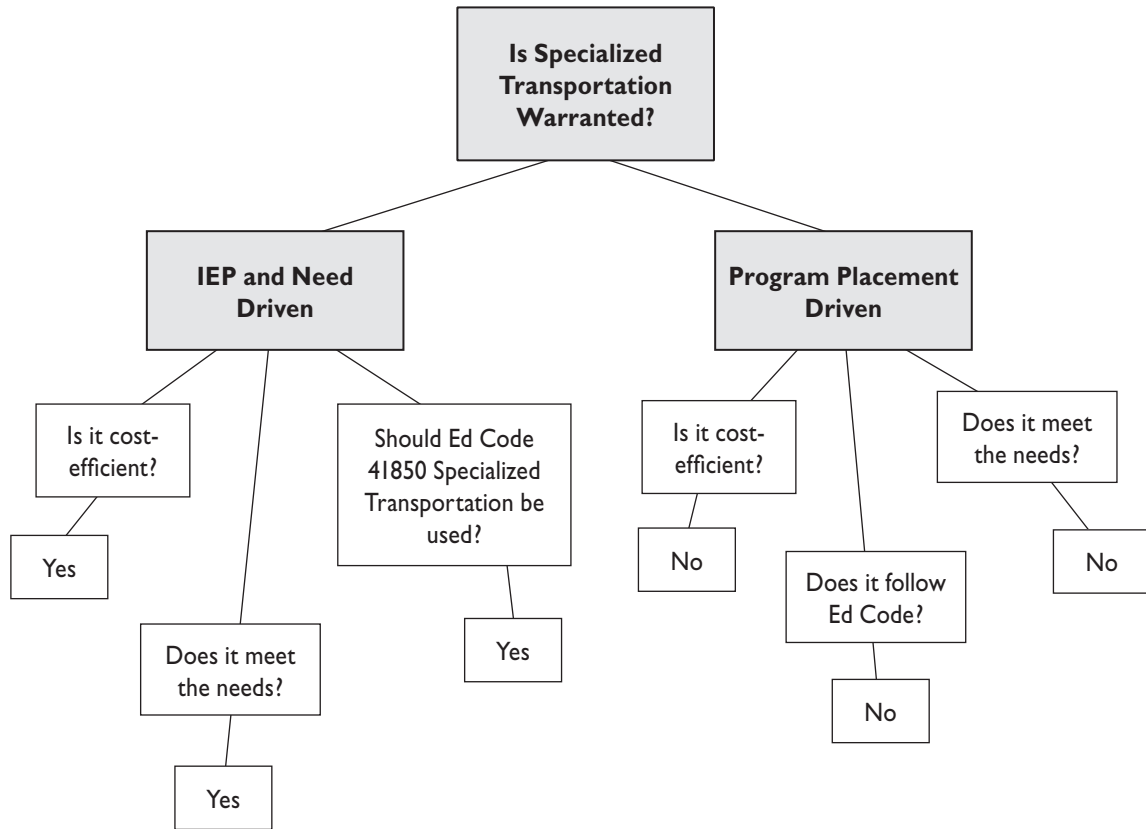 Is Specialized
Transportation
Warranted?
IEP and Need
Driven
Program Placement
Driven
Is it cost-
efficient?
Yes
Does it meet
the needs?
Yes
Should Ed Code
41850 Specialized
Transportation be
used?
Yes
Is it cost-
efficient?
No
Does it follow
Ed Code?
No
Does it meet
the needs?
No